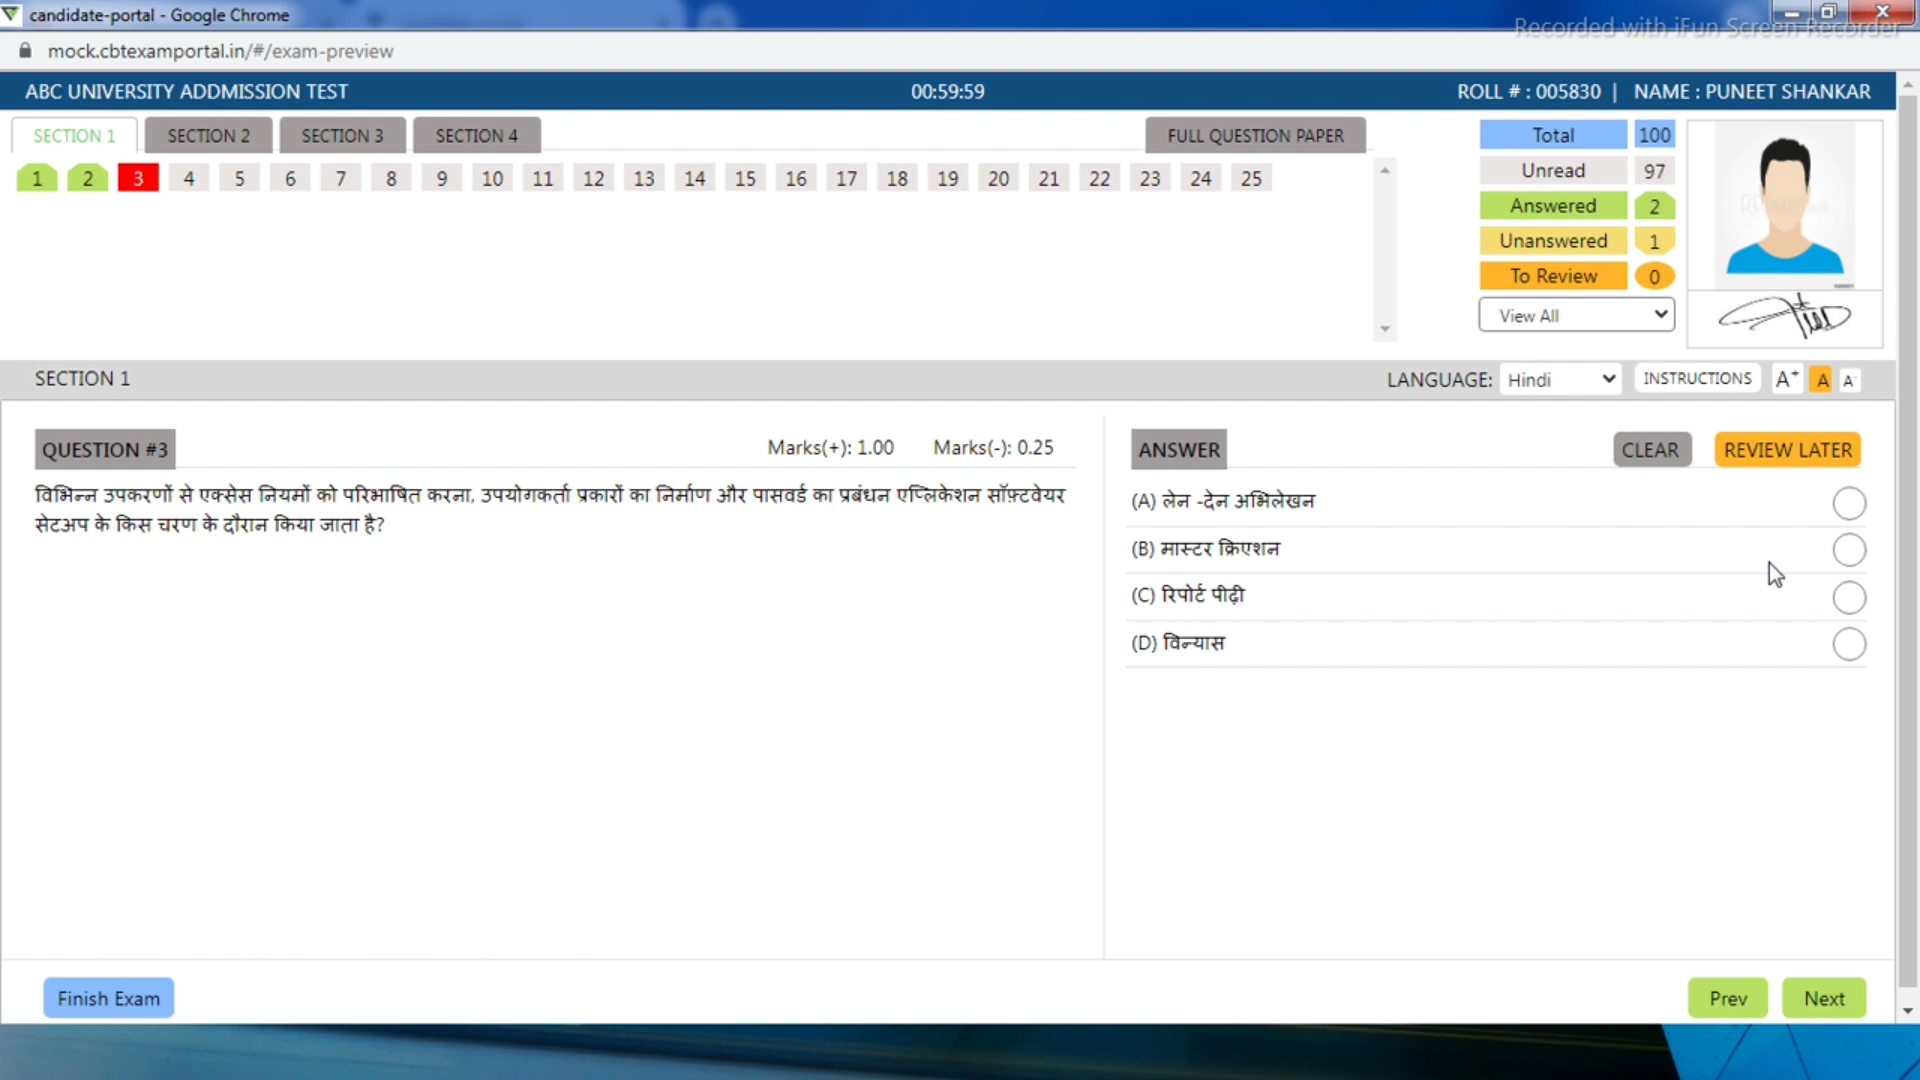 candidate-portal - Google Chrome
Recorded with iFun Screen Recorder
mock.cbtexamportal.in/#/exam-preview
ABC UNIVERSITY ADDMISSION TEST 00:59:59 ROLL # : 005830 | NAME : PUNEET SHANKAR
SECTION 1 SECTION 2 SECTION 3 SECTION 4 FULL QUESTION PAPER
1 2 3 4 5 6 7 8 9 10 11 12 13 14 15 16 17 18 19 20 21 22 23 24 25
Total 100
Unread 97
Answered 2
Unanswered 1
To Review 0
View All
SECTION 1 LANGUAGE: Hindi INSTRUCTIONS A+ A A-
QUESTION #3 Marks(+): 1.00 Marks(-): 0.25
विभिन्न उपकरणों से एक्सेस नियमों को परिभाषित करना, उपयोगकर्ता प्रकारों का निर्माण और पासवर्ड का प्रबंधन एप्लिकेशन सॉफ़्टवेयर
सेटअप के किस चरण के दौरान किया जाता है?
ANSWER CLEAR REVIEW LATER
(A) लेन -देन अभिलेखन
(B) मास्टर क्रिएशन
(C) रिपोर्ट पीढ़ी
(D) विन्यास
Finish Exam Prev Next